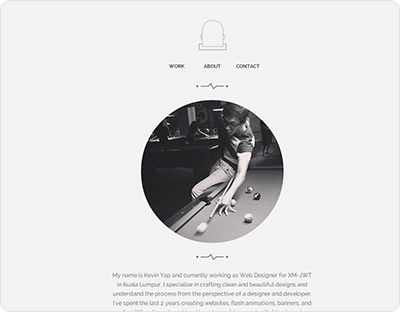 WORK ABOUT CONTACT
My name is Kevin Yap and currently working as Web Designer for XM-JWT
in Kuala Lumpur. I specialise in crafting clean and beautiful designs and
understand the process from the perspective of a designer and developer.
I've spent the last 2 years creating websites, flash animations, banners, and